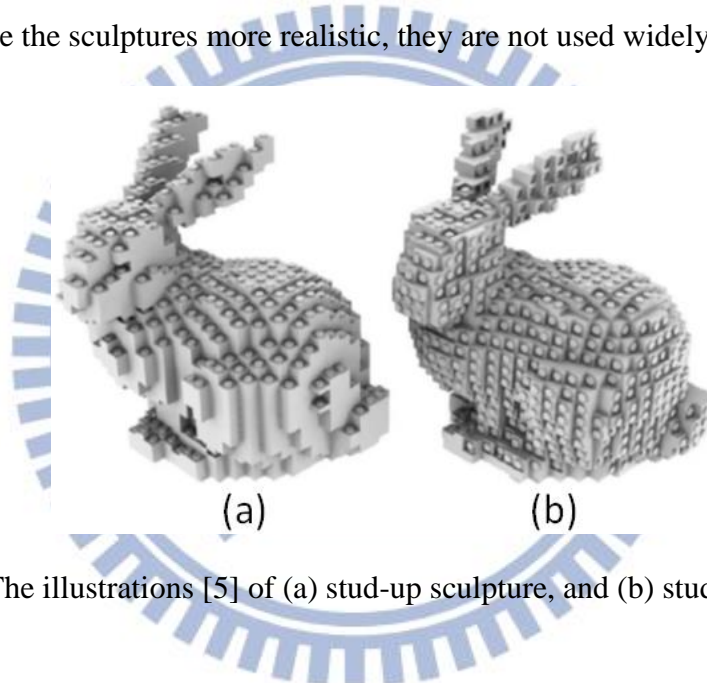 e the sculptures more realistic, they are not used widely
(a) (b)
The illustrations [5] of (a) stud-up sculpture, and (b) stud